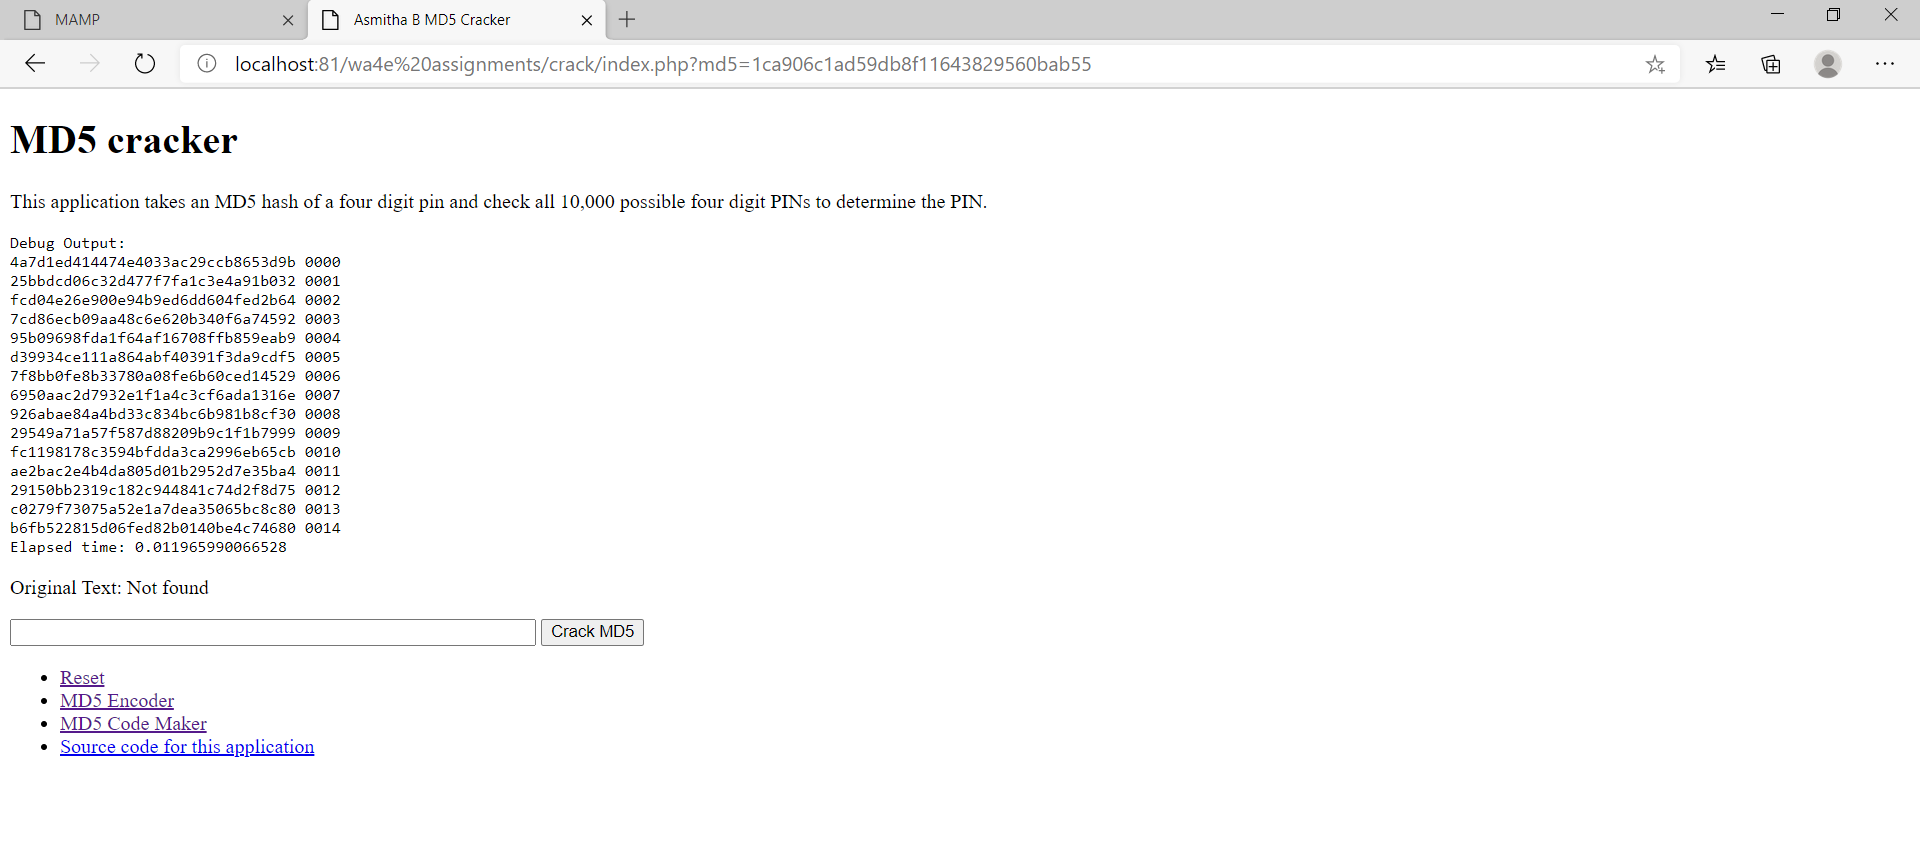 MAMP
Asmitha B MD5 Cracker
localhost:81/wa4e%20assignments/crack/index.php?md5=1ca906c1ad59db8f11643829560bab55
MD5 cracker
This application takes an MD5 hash of a four digit pin and check all 10,000 possible four digit PINs to determine the PIN.
Debug Output:
4a7d1ed414474e4033ac29ccb8653d9b 0000
25bbdcd06c32d477f7fa1c3e4a91b032 0001
fcd04e26e900e94b9ed6dd604fed2b64 0002
7cd86ecb09aa48c6e620b340f6a74592 0003
95b09698fda1f64af16708ffb859eab9 0004
d39934ce111a864abf40391f3da9cdf5 0005
7f8bb0fe8b33780a08fe6b60ced14529 0006
6950aac2d7932e1f1a4c3cf6ada1316e 0007
926abae84a4bd33c834bc6b981b8cf30 0008
29549a71a57f587d88209b9c1f1b7999 0009
fc1198178c3594bfdda3ca2996eb65cb 0010
ae2bac2e4b4da805d01b2952d7e35ba4 0011
29150bb2319c182c944841c74d2f8d75 0012
c0279f73075a52e1a7dea35065bc8c80 0013
b6fb522815d06fed82b0140be4c74680 0014
Elapsed time: 0.011965990066528
Original Text: Not found
Crack MD5
Reset
MD5 Encoder
MD5 Code Maker
Source code for this application